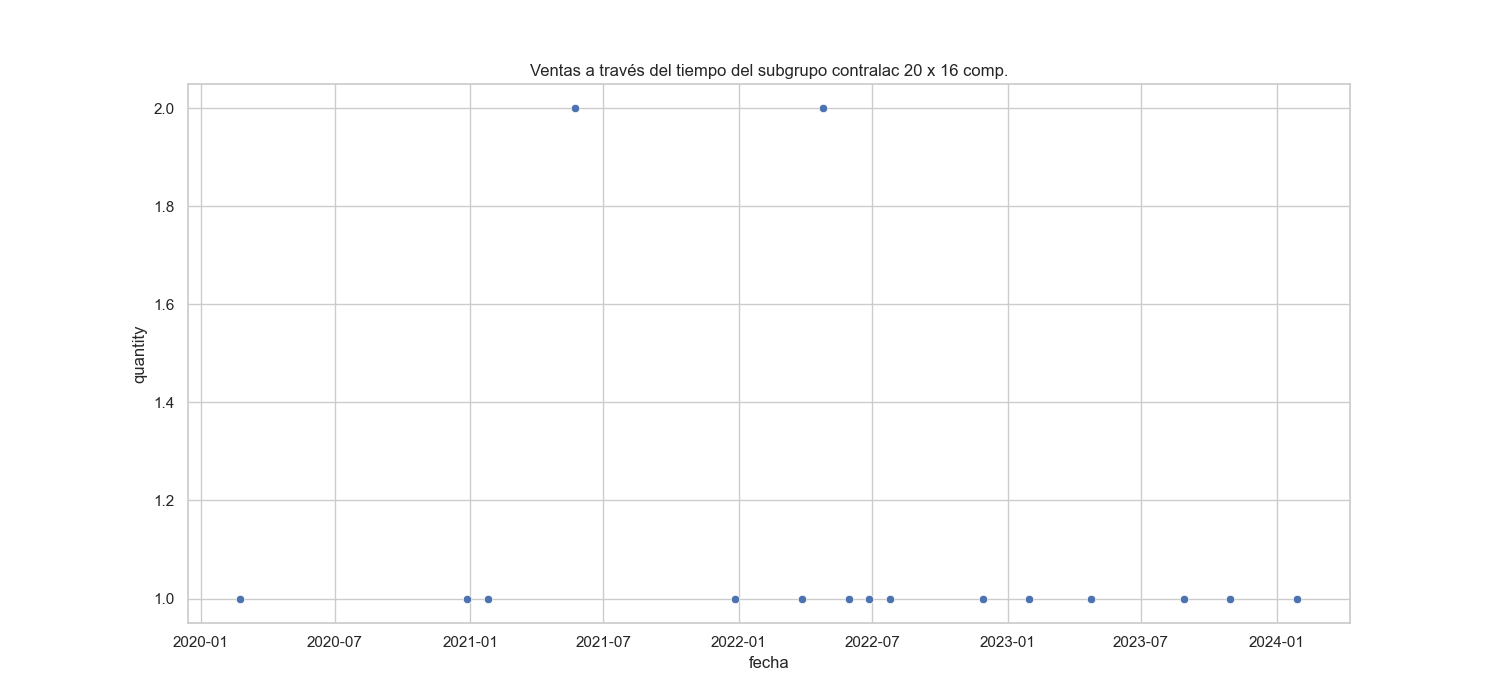 Ventas a través del tiempo del subgrupo contralac 20 x 16 comp.
2.0
1.8
1.6
1.4
1.2
1.0
quantity
2020-01 2020-07 2021-01 2021-07 2022-01 2022-07 2023-01 2023-07 2024-01
fecha